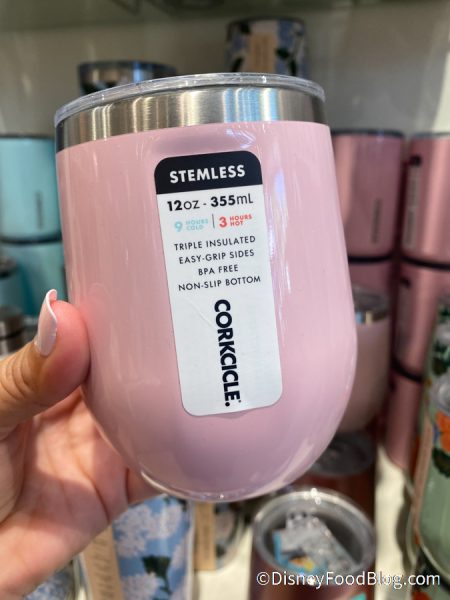 STEMLESS
12OZ - 355mL
9 HOURS COLD | 3 HOURS HOT
TRIPLE INSULATED
EASY-GRIP SIDES
BPA FREE
NON-SLIP BOTTOM
CORKCICLE.
©DisneyFoodBlog.com